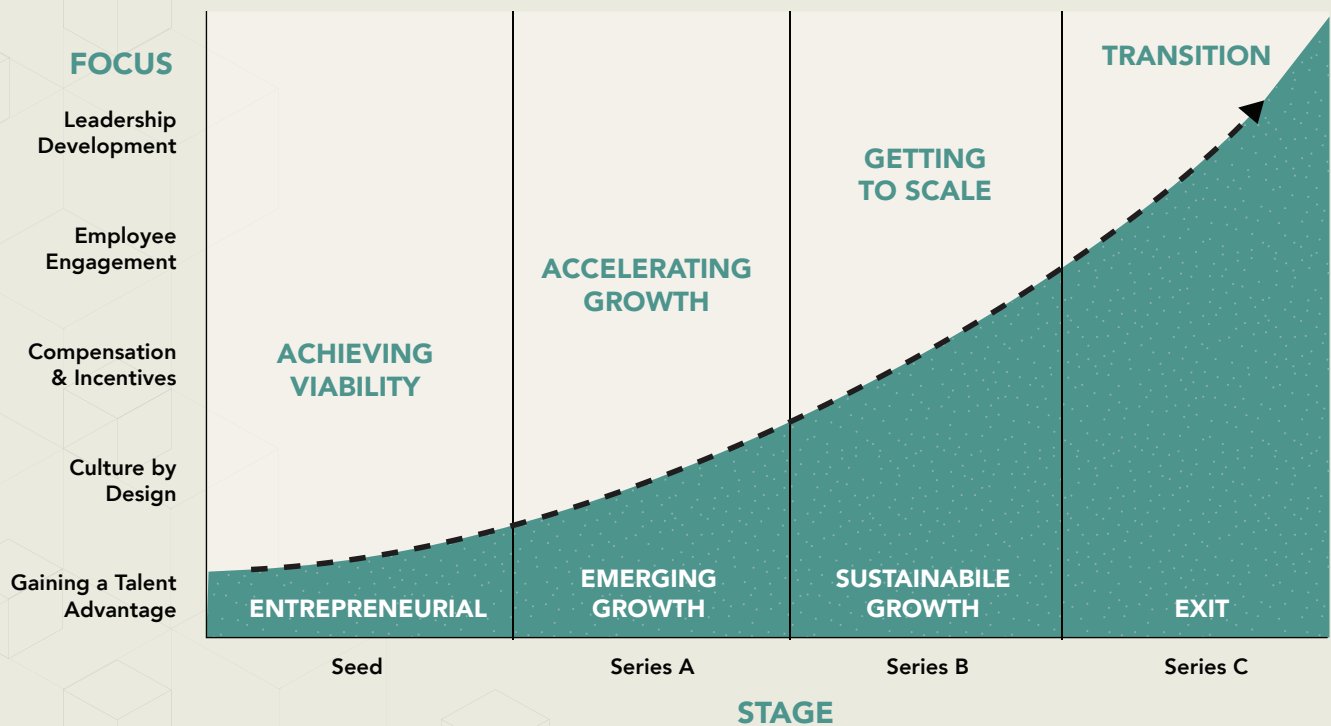 FOCUS
Leadership
Development
Employee
Engagement
Compensation
& Incentives
Culture by
Design
Gaining a Talent
Advantage
ACHIEVING
VIABILITY
ACCELERATING
GROWTH
GETTING
TO SCALE
TRANSITION
ENTREPRENEURIAL
EMERGING
GROWTH
SUSTAINABILE
GROWTH
EXIT
Seed
Series A
Series B
Series C
STAGE